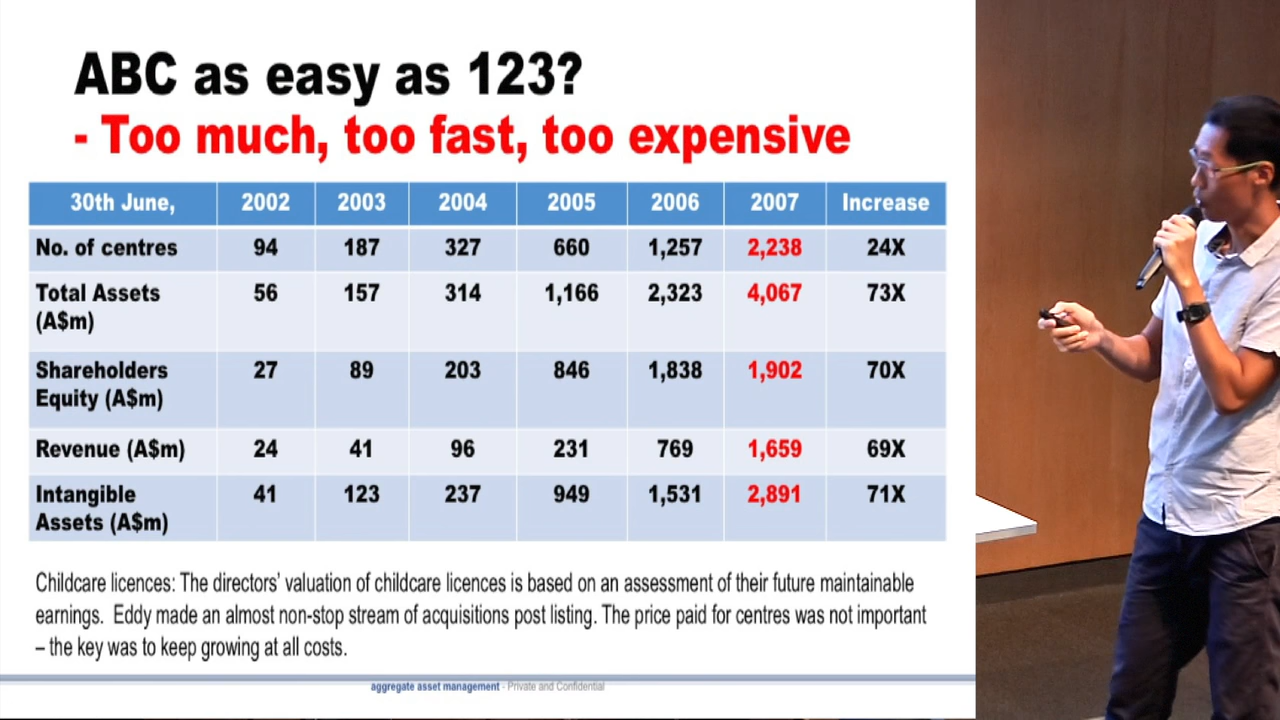 ABC as easy as 123?
- Too much, too fast, too expensive
30th June, 2002 2003 2004 2005 2006 2007 Increase
No. of centres 94 187 327 660 1,257 2,238 24X
Total Assets 56 157 314 1,166 2,323 4,067 73X
(A$m)
Shareholders 27 89 203 846 1,838 1,902 70X
Equity (A$m)
Revenue (A$m) 24 41 96 231 769 1,659 69X
Intangible 41 123 237 949 1,531 2,891 71X
Assets (A$m)
Childcare licences: The directors’ valuation of childcare licences is based on an assessment of their future maintainable
earnings. Eddy made an almost non-stop stream of acquisitions post listing. The price paid for centres was not important
– the key was to keep growing at all costs.
aggregate asset management - Private and Confidential